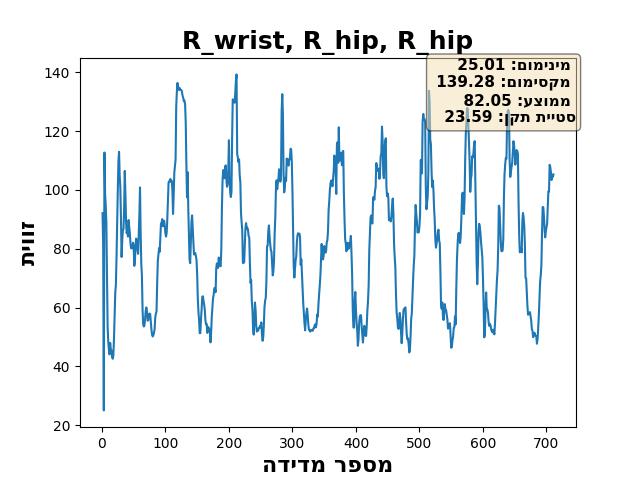 R_wrist, R_hip, R_hip
מינימום: 25.01
מקסימום: 139.28
ממוצע: 82.05
סטיית תקן: 23.59
זווית
140
120
100
80
60
40
20
0 100 200 300 400 500 600 700
מספר מדידה